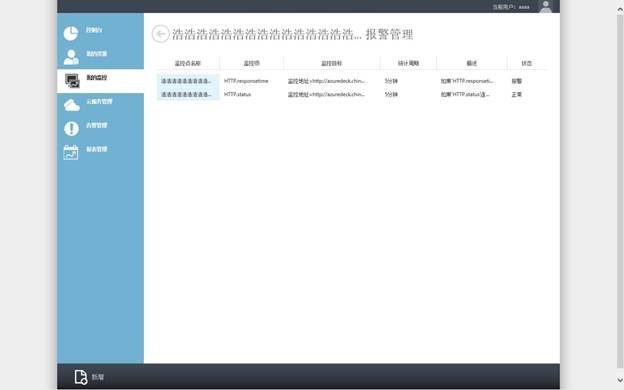 当前用户: aaaa
控制台
我的资源
我的监控
云服务管理
告警管理
报表管理
浩浩浩浩浩浩浩浩浩浩浩浩浩浩浩... 报警管理
监控点名称 监控项 监控目标 统计周期 描述 状态
浩浩浩浩浩浩浩浩浩... HTTP.responsetime 监控地址=http://azuredeck.chin... 5分钟 如果'HTTP.responseti... 报警
浩浩浩浩浩浩浩浩浩... HTTP.status 监控地址=http://azuredeck.chin... 5分钟 如果'HTTP.status'连... 正常
新增